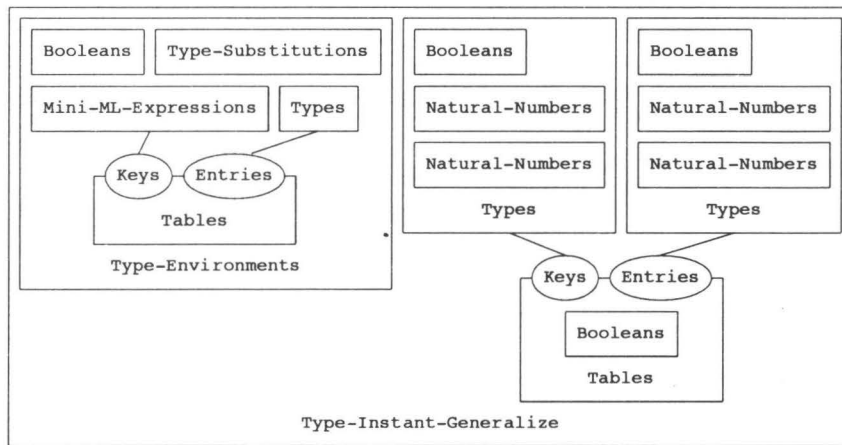 Booleans Type-Substitutions Booleans Booleans
Mini-ML-Expressions Types Natural-Numbers Natural-Numbers
Keys Entries Natural-Numbers Natural-Numbers
Tables Types Types
Type-Environments Keys Entries
Booleans
Tables
Type-Instant-Generalize